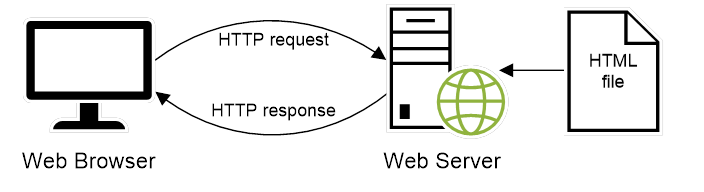 HTTP request
HTTP response
HTML
file
Web Browser
Web Server